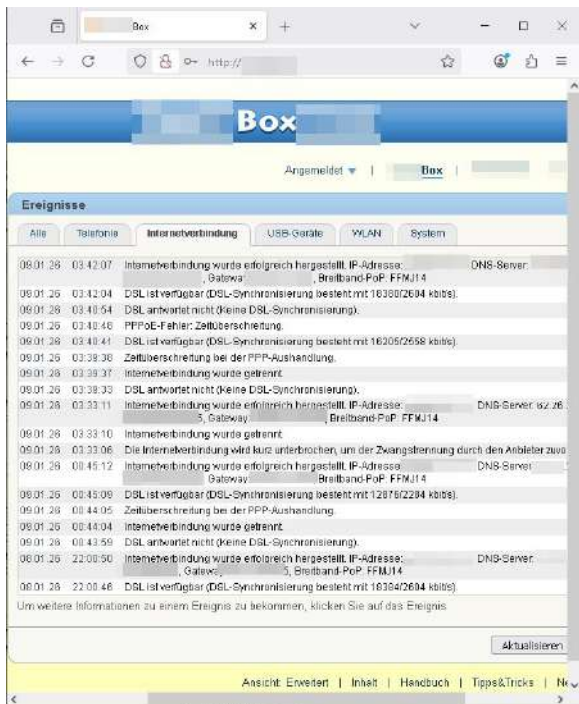 Box
http://
Box
Angemeldet | Box |
Ereignisse
Alle Telefonie Internetverbindung USB-Geräte WLAN System
09.01.26 03:42:07 Internetverbindung wurde erfolgreich hergestellt. IP-Adresse: DNS-Server:
, Gateway: , Breitband-PoP: FFMJ14
09.01.26 03:42:04 DSL ist verfügbar (DSL-Synchronisierung besteht mit kbit/s).
09.01.26 03:40:54 DSL antwortet nicht (Keine DSL-Synchronisierung).
09.01.26 03:40:48 PPPoE-Fehler: Zeitüberschreitung.
09.01.26 03:40:41 DSL ist verfügbar (DSL-Synchronisierung besteht mit kbit/s).
09.01.26 03:39:38 Zeitüberschreitung bei der PPP-Aushandlung.
09.01.26 03:39:37 Internetverbindung wurde getrennt.
09.01.26 03:39:33 DSL antwortet nicht (Keine DSL-Synchronisierung).
09.01.26 03:33:11 Internetverbindung wurde erfolgreich hergestellt. IP-Adresse: DNS-Server: 62.26
5, Gateway: , Breitband-PoP: FFMJ14
09.01.26 03:33:10 Internetverbindung wurde getrennt.
09.01.26 03:33:06 Die Internetverbindung wird kurz unterbrochen, um der Zwangstrennung durch den Anbieter zuvo
09.01.26 00:45:12 Internetverbindung wurde erfolgreich hergestellt. IP-Adresse: DNS-Server:
Gateway: Breitband-PoP: FFMJ14
09.01.26 00:45:09 DSL ist verfügbar (DSL-Synchronisierung besteht mit kbit/s).
09.01.26 00:44:05 Zeitüberschreitung bei der PPP-Aushandlung.
09.01.26 00:44:04 Internetverbindung wurde getrennt.
09.01.26 00:43:59 DSL antwortet nicht (Keine DSL-Synchronisierung).
08.01.26 22:00:50 Internetverbindung wurde erfolgreich hergestellt. IP-Adresse: DNS-Server:
, Gateway: 5, Breitband-PoP: FFMJ14
22:00:46 DSL ist verfügbar (DSL-Synchronisierung besteht mit kbit/s).
Um weitere Informationen zu einem Ereignis zu bekommen, klicken Sie auf das Ereignis.
Aktualisieren
Ansicht: Erweitert | Inhalt | Handbuch | Tipps&Tricks | Ne